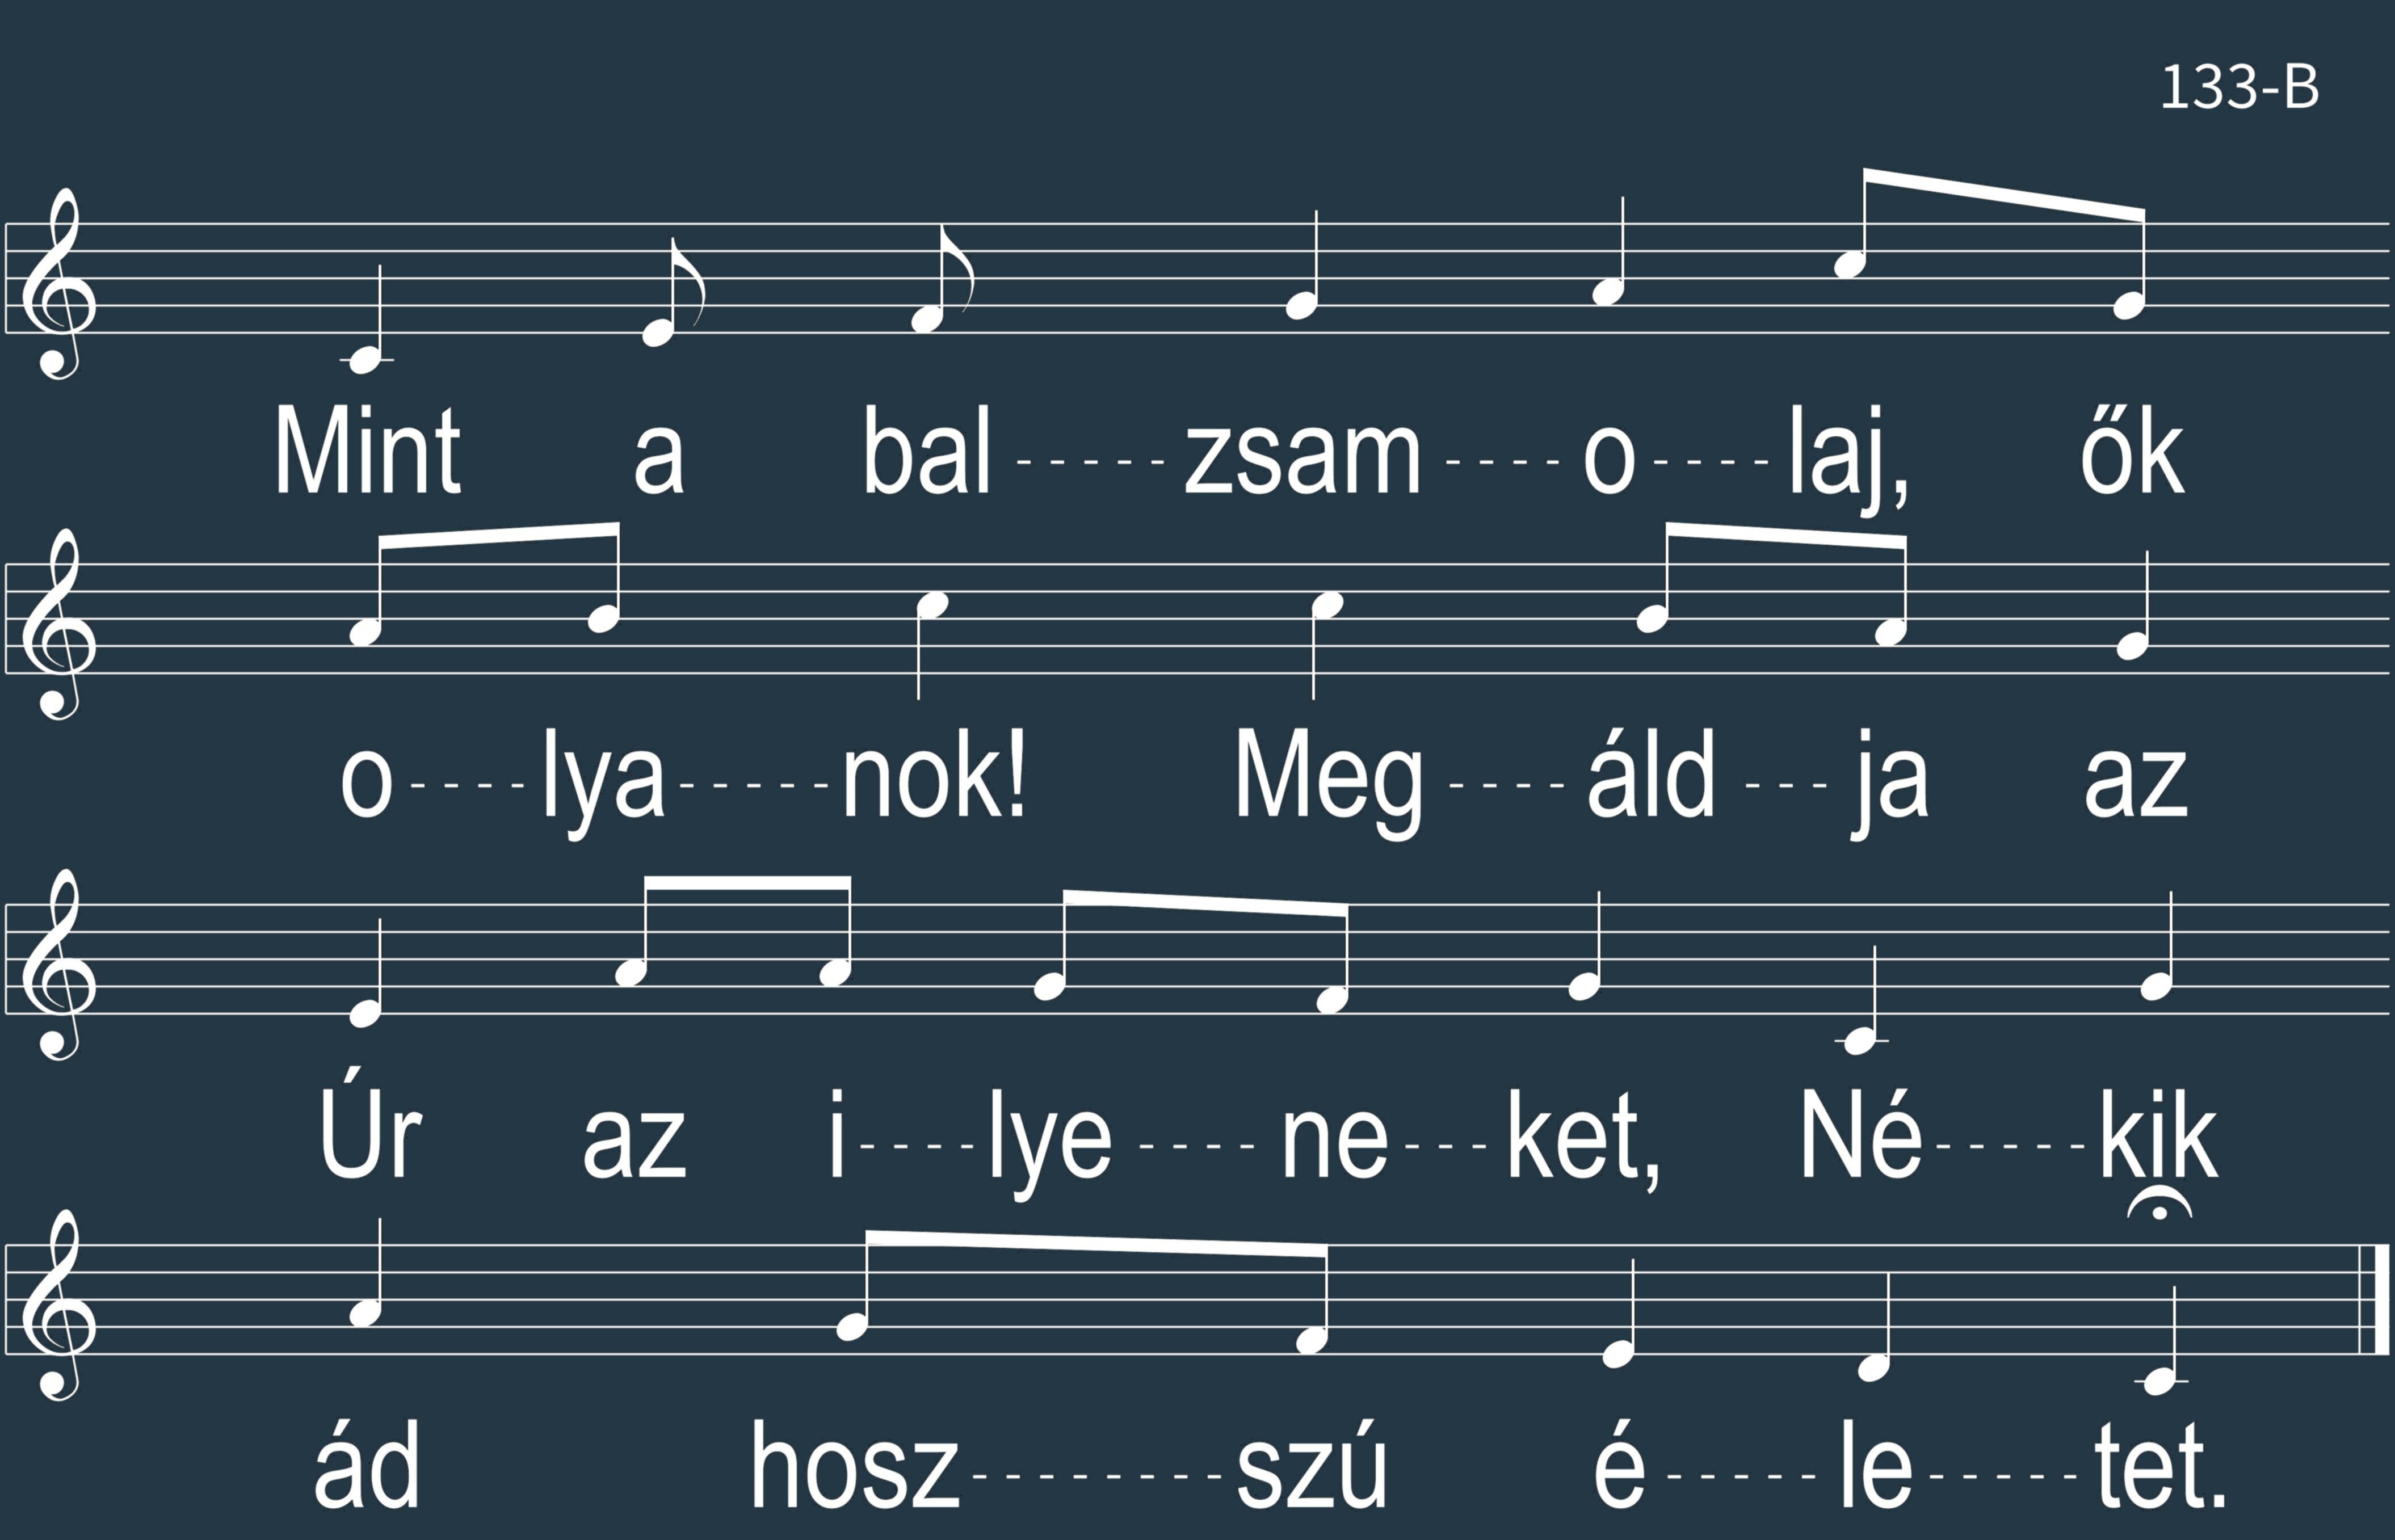 133-B
Mint a bal-----zsam----o----laj, ők
o----lya-----nok! Meg----áld---ja az
Úr az i----lye----ne---ket, Né-----kik
ád hosz--------szú é-----le-----tet.